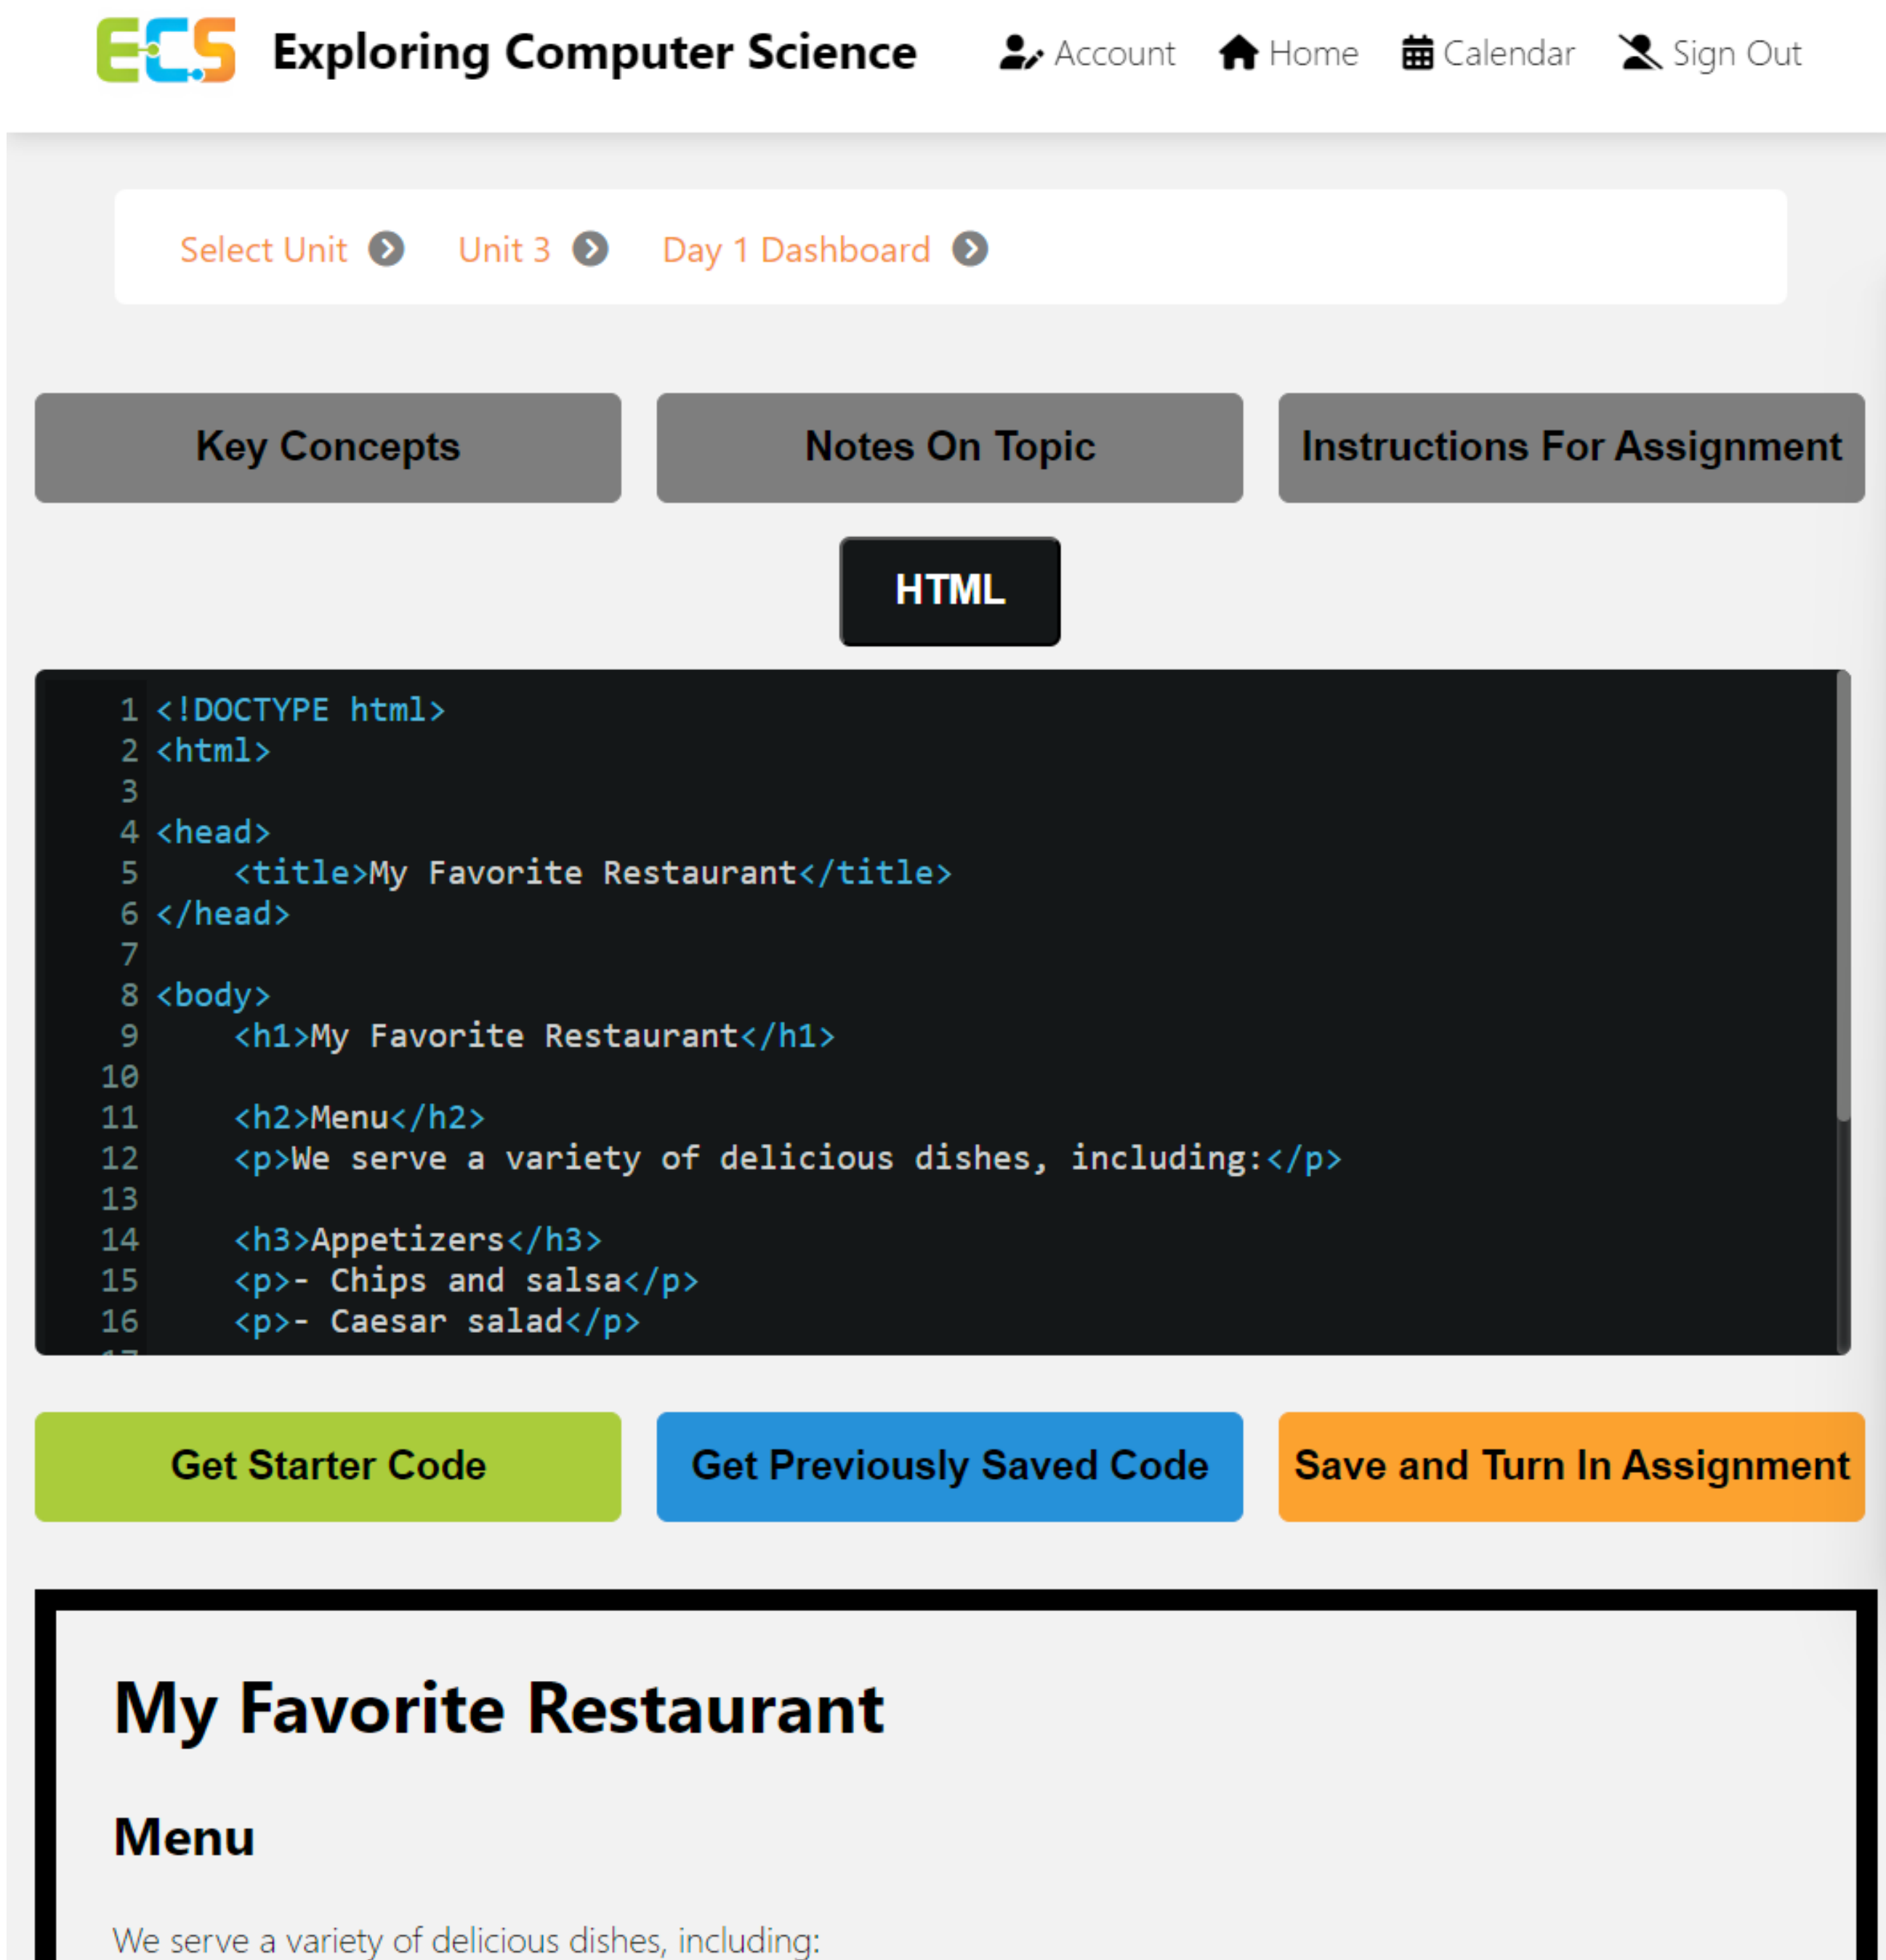 ECS Exploring Computer Science Account Home Calendar Sign Out
Select Unit Unit 3 Day 1 Dashboard
Key Concepts Notes On Topic Instructions For Assignment
HTML
1 <!DOCTYPE html>
2 <html>
3
4 <head>
5     <title>My Favorite Restaurant</title>
6 </head>
7
8 <body>
9     <h1>My Favorite Restaurant</h1>
10
11     <h2>Menu</h2>
12     <p>We serve a variety of delicious dishes, including:</p>
13
14     <h3>Appetizers</h3>
15     <p>- Chips and salsa</p>
16     <p>- Caesar salad</p>
Get Starter Code Get Previously Saved Code Save and Turn In Assignment
My Favorite Restaurant
Menu
We serve a variety of delicious dishes, including: